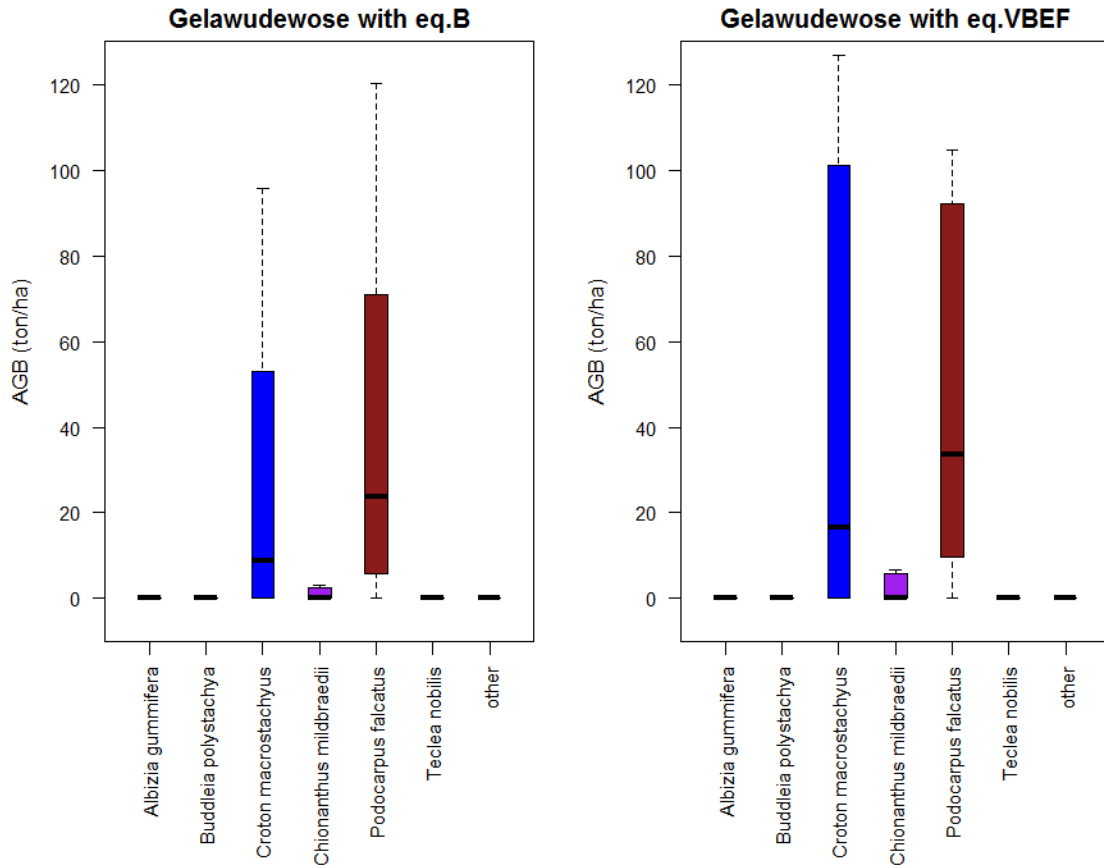 Gelawudewose with eq.B
AGB (ton/ha)
120
100
80
60
40
20
0
Albizia gummifera
Buddleia polystachya
Croton macrostachyus
Chionanthus mildbraedii
Podocarpus falcatus
Teclea nobilis
other
Gelawudewose with eq.VBEF
AGB (ton/ha)
120
100
80
60
40
20
0
Albizia gummifera
Buddleia polystachya
Croton macrostachyus
Chionanthus mildbraedii
Podocarpus falcatus
Teclea nobilis
other